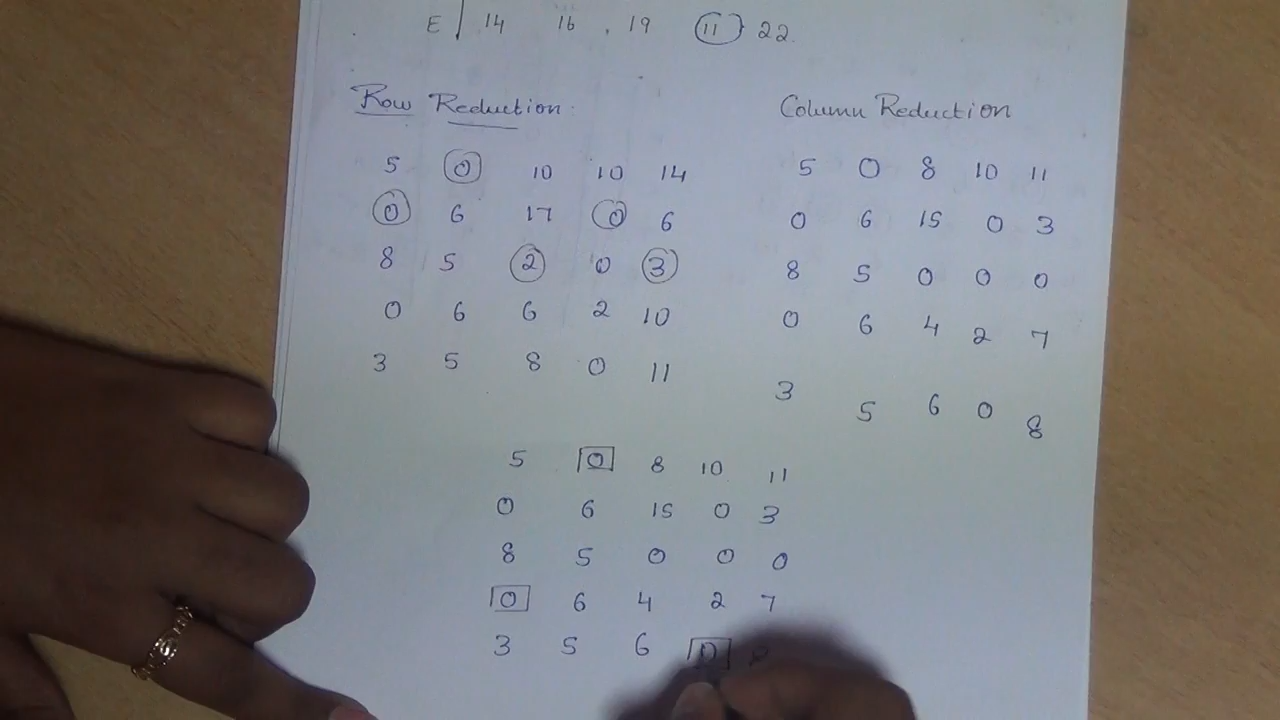 E | 14 16 . 19 11 22
Row Reduction
5 0 10 10 14
0 6 17 0 6
8 5 2 0 3
0 6 6 2 10
3 5 8 0 11
Column Reduction
5 0 8 10 11
0 6 15 0 3
8 5 0 0 0
0 6 4 2 7
3 5 6 0 8
5 0 8 10 11
0 6 15 0 3
8 5 0 0 0
0 6 4 2 7
3 5 6 0